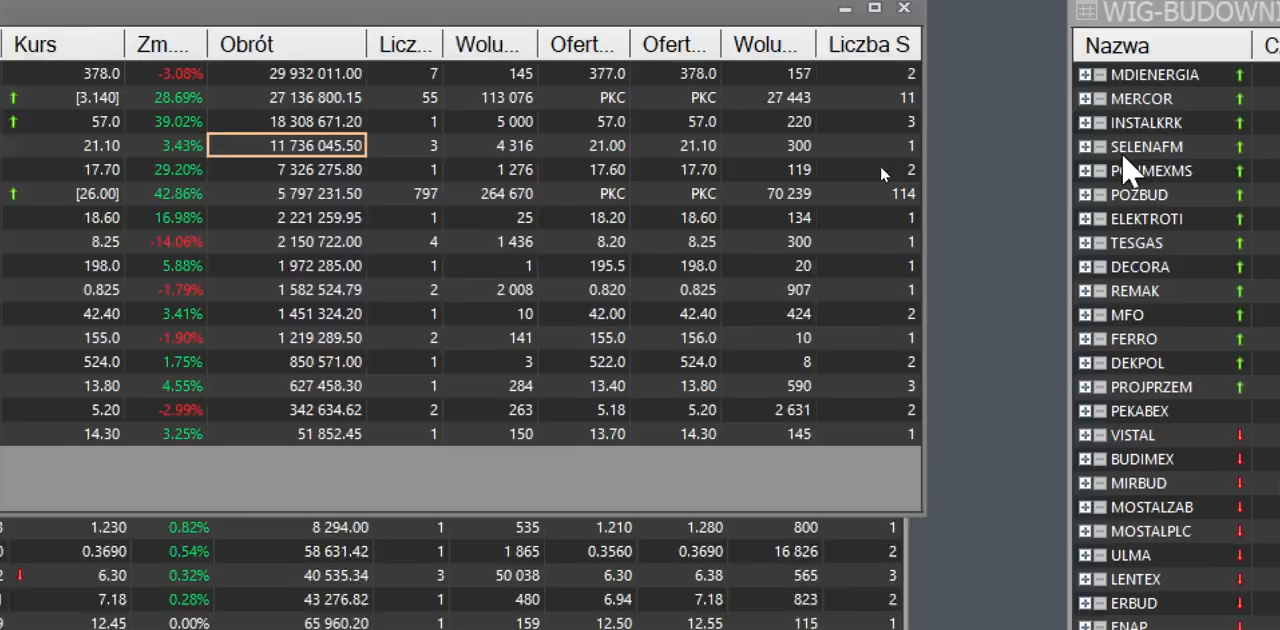 WIG-BUDOWNI
Kurs Zm.... Obrót Licz... Wolu... Ofert... Ofert... Wolu... Liczba S
378.0 -3.08% 29 932 011.00 7 145 377.0 378.0 157 2
[3.140] 28.69% 27 136 800.15 55 113 076 PKC PKC 27 443 11
57.0 39.02% 18 308 671.20 1 5 000 57.0 57.0 220 3
21.10 3.43% 11 736 045.50 3 4 316 21.00 21.10 300 1
17.70 29.20% 7 326 275.80 1 1 276 17.60 17.70 119 2
[26.00] 42.86% 5 797 231.50 797 264 670 PKC PKC 70 239 114
18.60 16.98% 2 221 259.95 1 25 18.20 18.60 134 1
8.25 -14.06% 2 150 722.00 4 1 436 8.20 8.25 300 1
198.0 5.88% 1 972 285.00 1 1 195.5 198.0 20 1
0.825 -1.79% 1 582 524.79 2 2 008 0.820 0.825 907 1
42.40 3.41% 1 451 324.20 1 10 42.00 42.40 424 2
155.0 -1.90% 1 219 289.50 2 141 155.0 156.0 10 1
524.0 1.75% 850 571.00 1 3 522.0 524.0 8 2
13.80 4.55% 627 458.30 1 284 13.40 13.80 590 3
5.20 -2.99% 342 634.62 2 263 5.18 5.20 2 631 2
14.30 3.25% 51 852.45 1 150 13.70 14.30 145 1
1.230 0.82% 8 294.00 1 535 1.210 1.280 800 1
0.3690 0.54% 58 631.42 1 1 865 0.3560 0.3690 16 826 2
6.30 0.32% 40 535.34 3 50 038 6.30 6.38 565 3
7.18 0.28% 43 276.82 1 480 6.94 7.18 823 2
12.45 0.00% 65 960.20 1 159 12.50 12.55 115 1
Nazwa
MDIENERGIA
MERCOR
INSTALKRK
SELENAFM
POZBUD
ELEKTROTI
TESGAS
DECORA
REMAK
MFO
FERRO
DEKPOL
PROJPRZEM
PEKABEX
VISTAL
BUDIMEX
MIRBUD
MOSTALZAB
MOSTALPLC
ULMA
LENTEX
ERBUD
ENAP